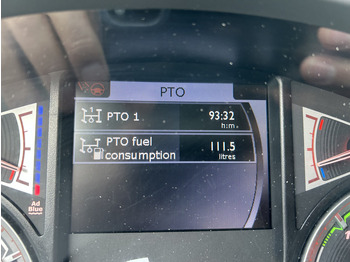 PTO
PTO 1 93:32
h:m.
PTO fuel 111.5
consumption litres
Ad
Blue